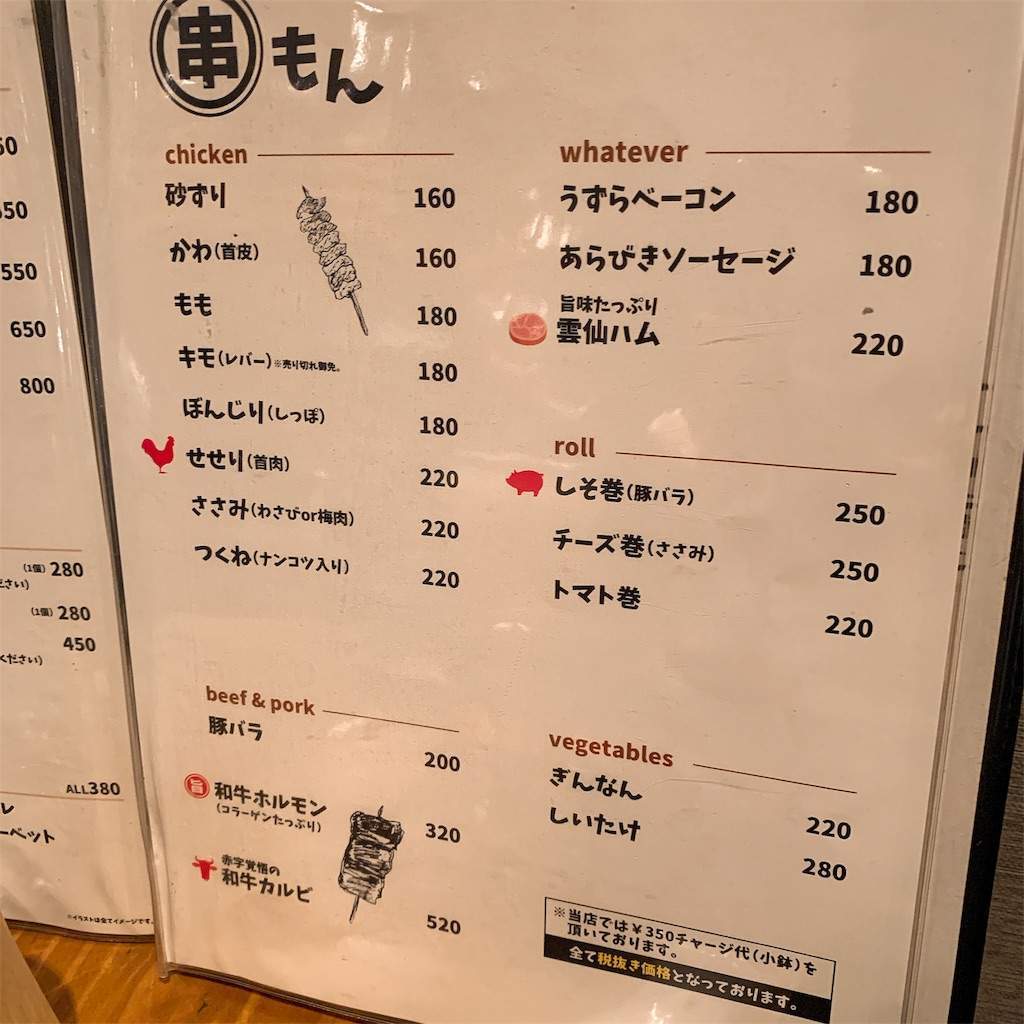 串もん
chicken
砂ずり 160
かわ(首皮) 160
もも 180
キモ(レバー)※売り切れ御免。 180
ぼんじり(しっぽ) 180
せせり(首肉) 220
ささみ(わさびor梅肉) 220
つくね(ナンコツ入り) 220
beef & pork
豚バラ 200
旨 和牛ホルモン 320
(コラーゲンたっぷり)
赤字覚悟の
和牛カルビ 520
whatever
うずらベーコン 180
あらびきソーセージ 180
旨味たっぷり
雲仙ハム 220
roll
しそ巻(豚バラ) 250
チーズ巻(ささみ) 250
トマト巻 220
vegetables
ぎんなん 220
しいたけ 280
※当店では￥350チャージ代(小鉢)を
頂いております。
全て税抜き価格となっております。
550
650
800
(1個) 280
ださい)
(1個) 280
450
ください)
ALL380
レ
ーベット
※イラストは全てイメージです。